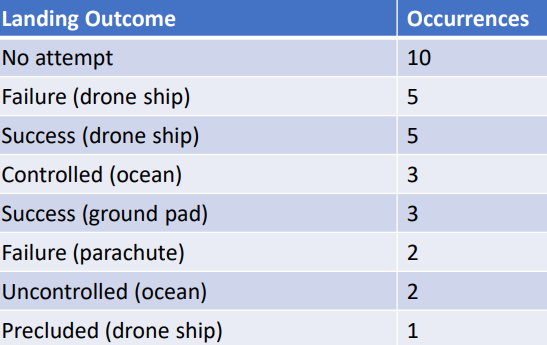 Landing Outcome Occurrences
No attempt 10
Failure (drone ship) 5
Success (drone ship) 5
Controlled (ocean) 3
Success (ground pad) 3
Failure (parachute) 2
Uncontrolled (ocean) 2
Precluded (drone ship) 1